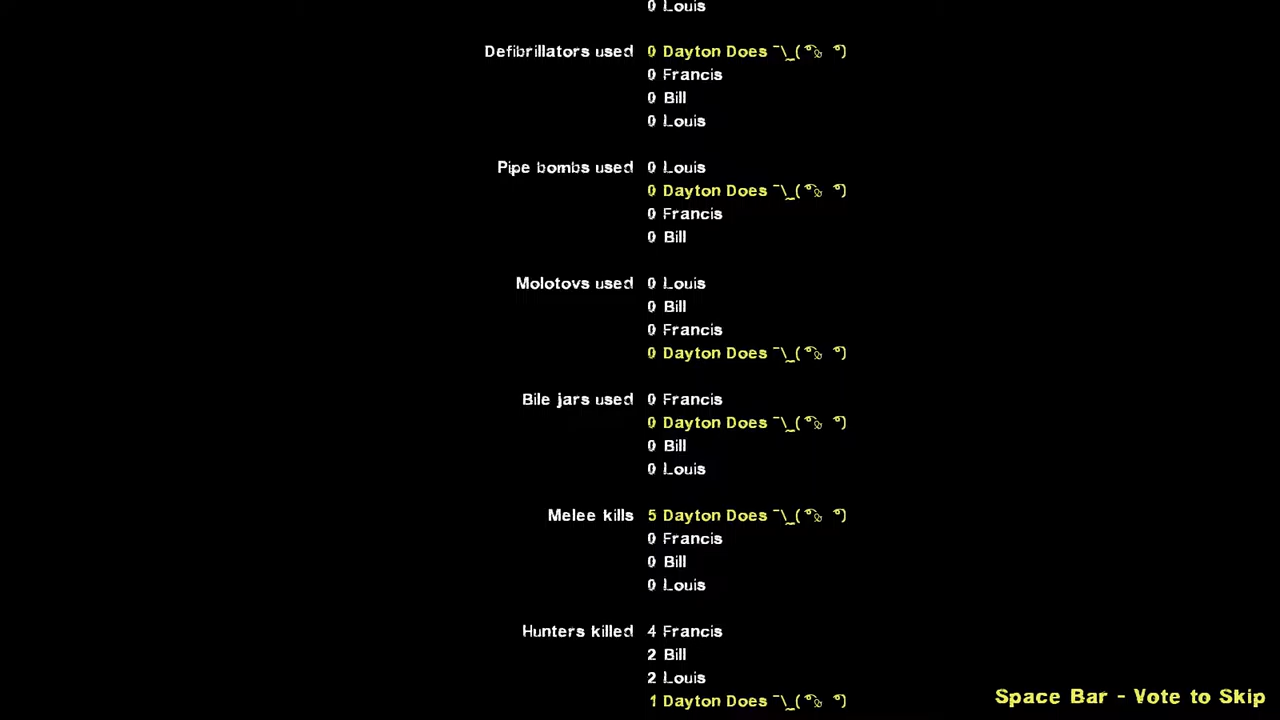 0 Louis
Defibrillators used 0 Dayton Does ¯\_( ͡° ͜ʖ ͡°)
0 Francis
0 Bill
0 Louis
Pipe bombs used 0 Louis
0 Dayton Does ¯\_( ͡° ͜ʖ ͡°)
0 Francis
0 Bill
Molotovs used 0 Louis
0 Bill
0 Francis
0 Dayton Does ¯\_( ͡° ͜ʖ ͡°)
Bile jars used 0 Francis
0 Dayton Does ¯\_( ͡° ͜ʖ ͡°)
0 Bill
0 Louis
Melee kills 5 Dayton Does ¯\_( ͡° ͜ʖ ͡°)
0 Francis
0 Bill
0 Louis
Hunters killed 4 Francis
2 Bill
2 Louis
1 Dayton Does ¯\_( ͡° ͜ʖ ͡°)
Space Bar - Vote to Skip